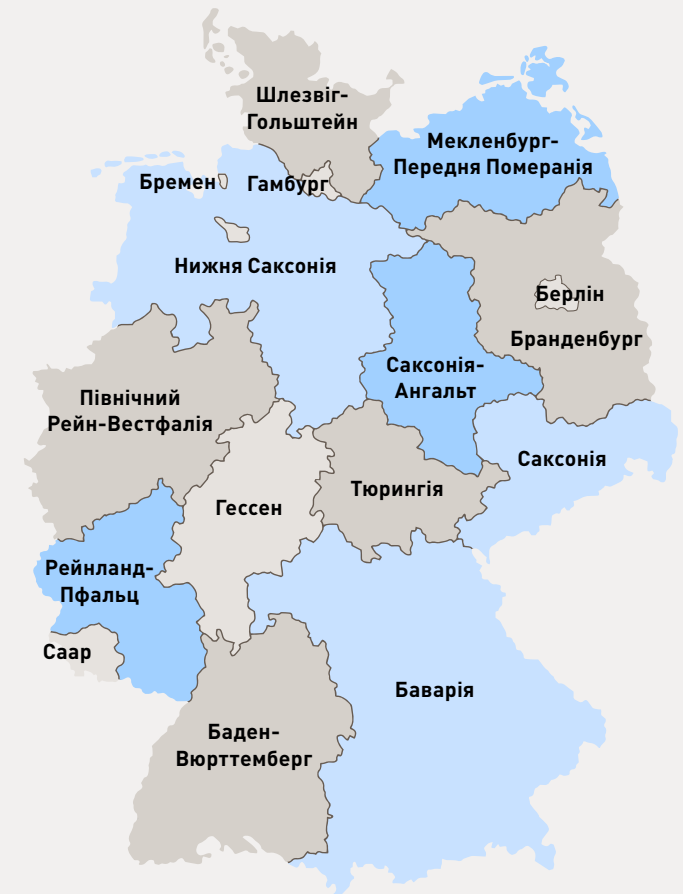 Шлезвіг-
Гольштейн
Мекленбург-
Передня Померанія
Бремен
Гамбург
Нижня Саксонія
Берлін
Бранденбург
Саксонія-
Ангальт
Північний
Рейн-Вестфалія
Саксонія
Тюрингія
Гессен
Рейнланд-
Пфальц
Саар
Баварія
Баден-
Вюрттемберг